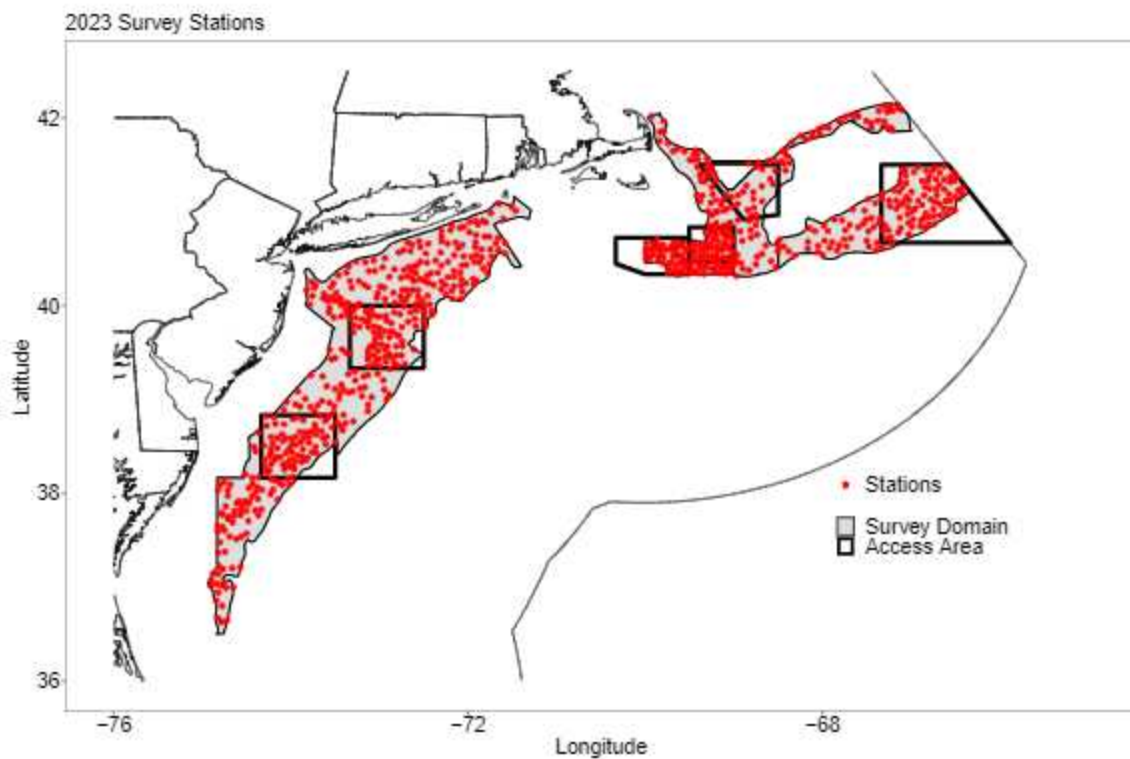 2023 Survey Stations
42
40
38
36
Latitude
−76
−72
−68
Longitude
Stations
Survey Domain
Access Area